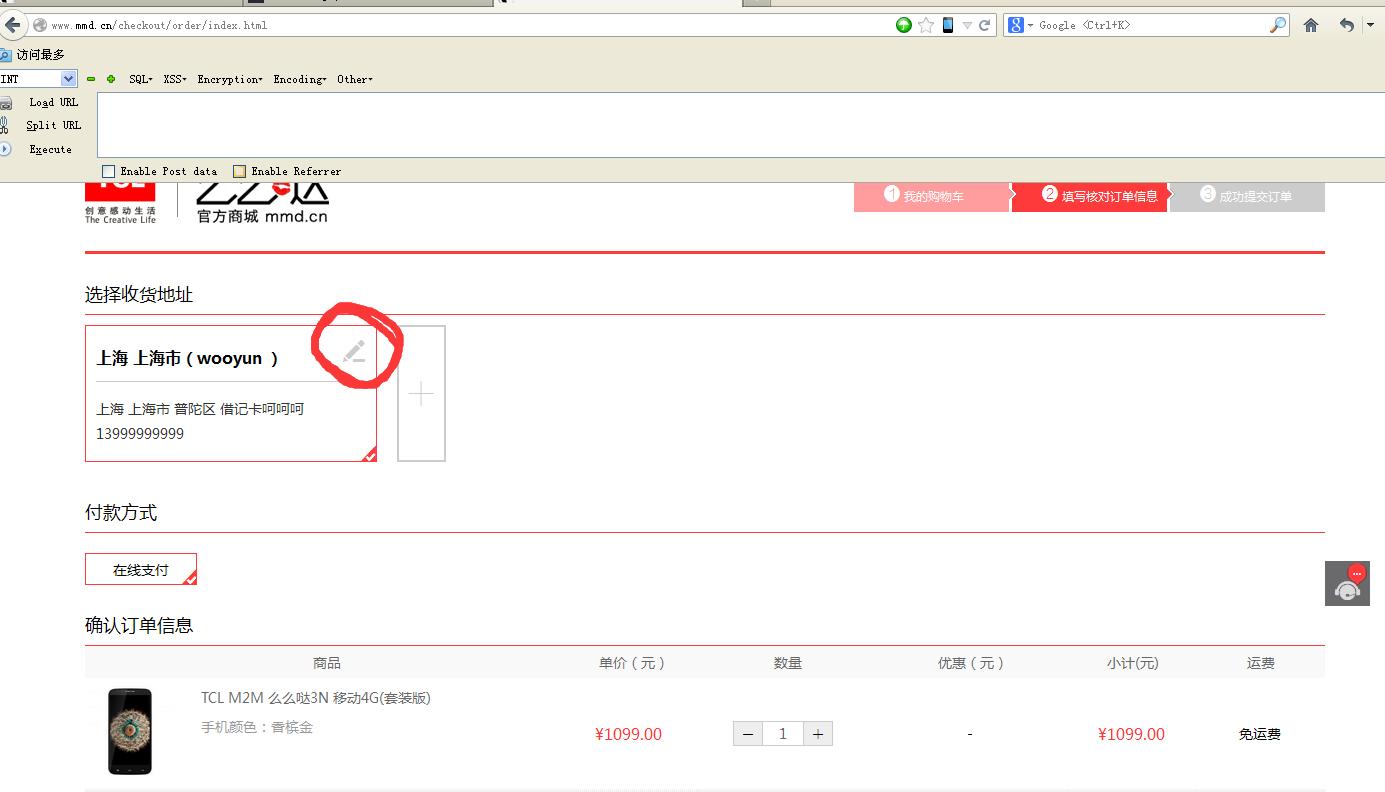 www.mmd.cn/checkout/order/index.html
Google <Ctrl+K>
访问最多
INT
SQL
XSS
Encryption
Encoding
Other
Load URL
Split URL
Execute
Enable Post data
Enable Referrer
TCL
创意感动生活
The Creative Life
么么哒
官方商城 mmd.cn
1 我的购物车
2 填写核对订单信息
3 成功提交订单
选择收货地址
上海 上海市 ( wooyun )
上海 上海市 普陀区 借记卡呵呵呵
13999999999
付款方式
在线支付
确认订单信息
商品 单价 ( 元 ) 数量 优惠 ( 元 ) 小计(元) 运费
TCL M2M 么么哒3N 移动4G(套装版)
手机颜色：香槟金
¥1099.00 − 1 + - ¥1099.00 免运费